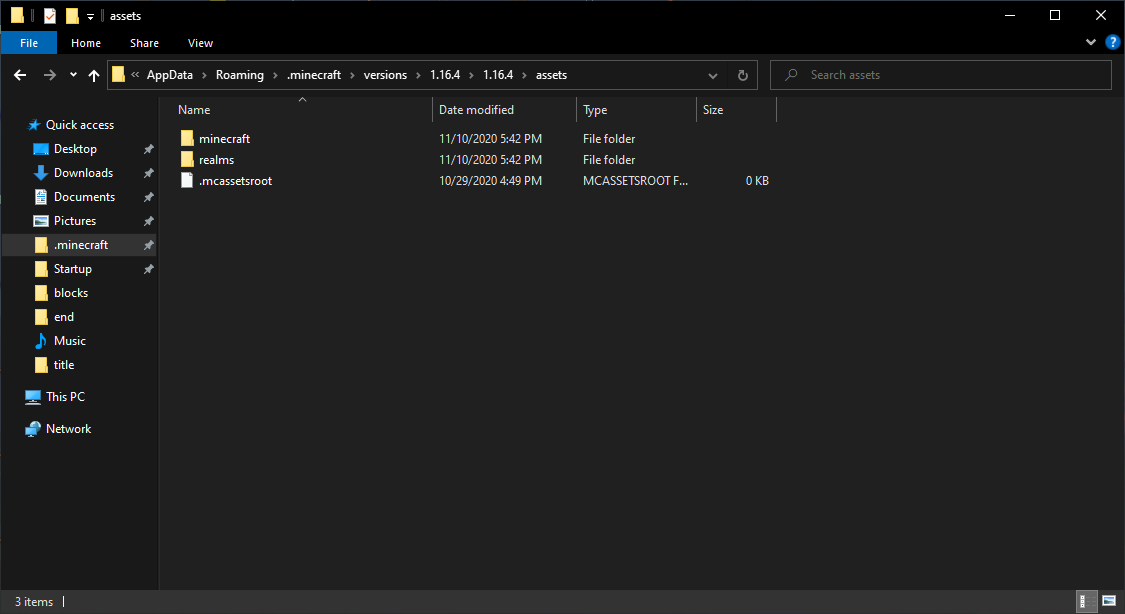 assets
File Home Share View
« AppData > Roaming > .minecraft > versions > 1.16.4 > 1.16.4 > assets
Search assets
Name Date modified Type Size
minecraft 11/10/2020 5:42 PM File folder
realms 11/10/2020 5:42 PM File folder
.mcassetsroot 10/29/2020 4:49 PM MCASSETSROOT F... 0 KB
Quick access
Desktop
Downloads
Documents
Pictures
.minecraft
Startup
blocks
end
Music
title
This PC
Network
3 items